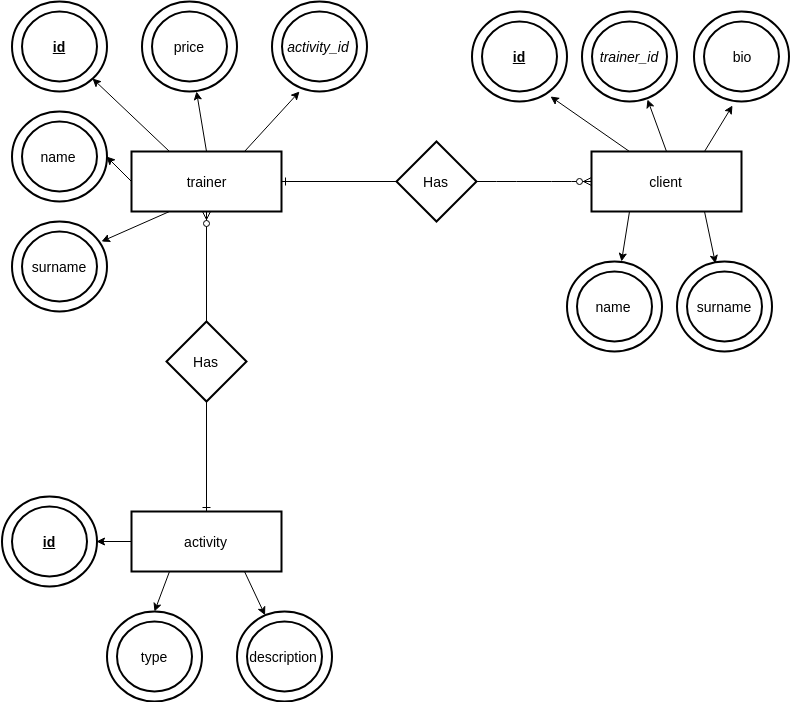 id
price
activity_id
id
trainer_id
bio
name
trainer
Has
client
surname
name
surname
Has
id
activity
type
description